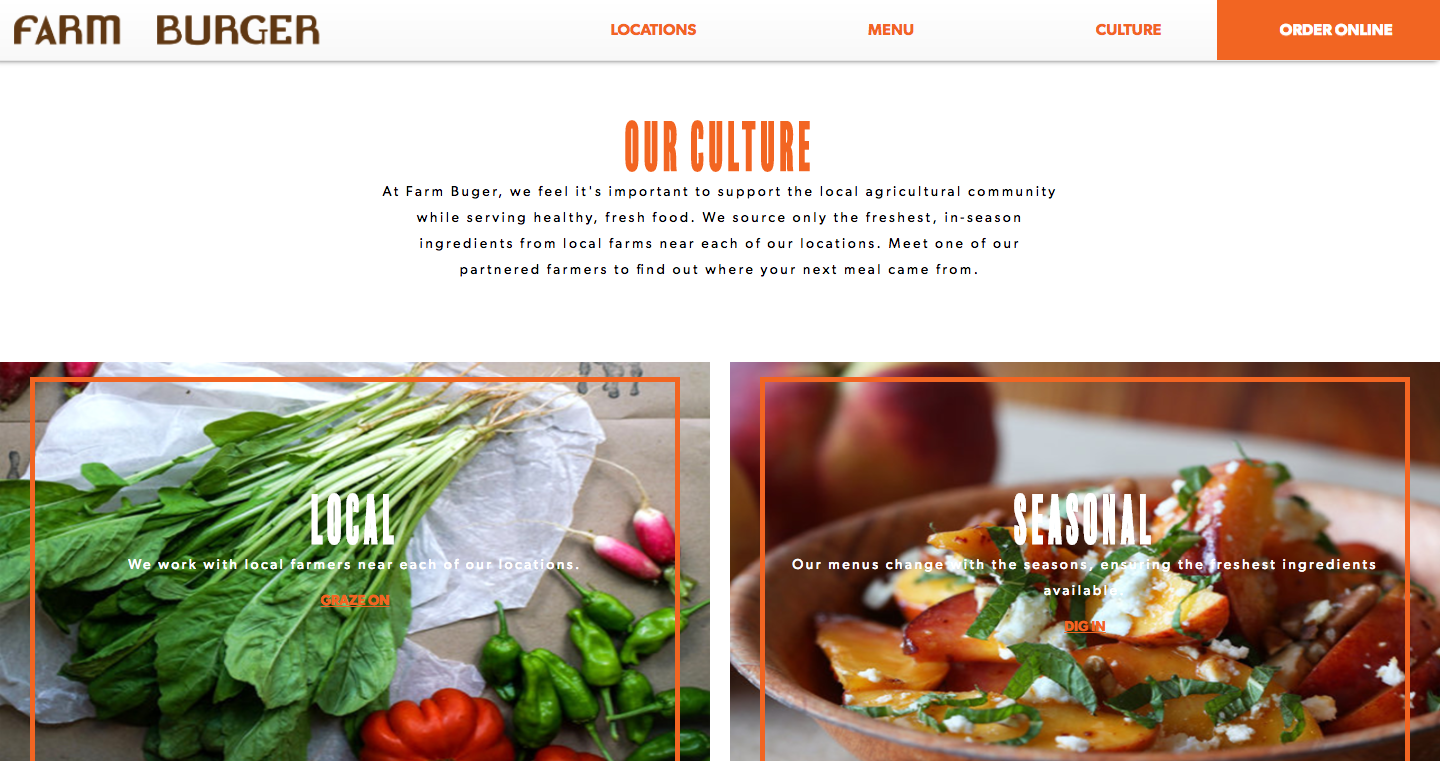 FARM BURGER
LOCATIONS
MENU
CULTURE
ORDER ONLINE
OUR CULTURE
At Farm Buger, we feel it's important to support the local agricultural community
while serving healthy, fresh food. We source only the freshest, in-season
ingredients from local farms near each of our locations. Meet one of our
partnered farmers to find out where your next meal came from.
LOCAL
We work with local farmers near each of our locations.
GRAZE ON
SEASONAL
Our menus change with the seasons, ensuring the freshest ingredients
available.
DIG IN